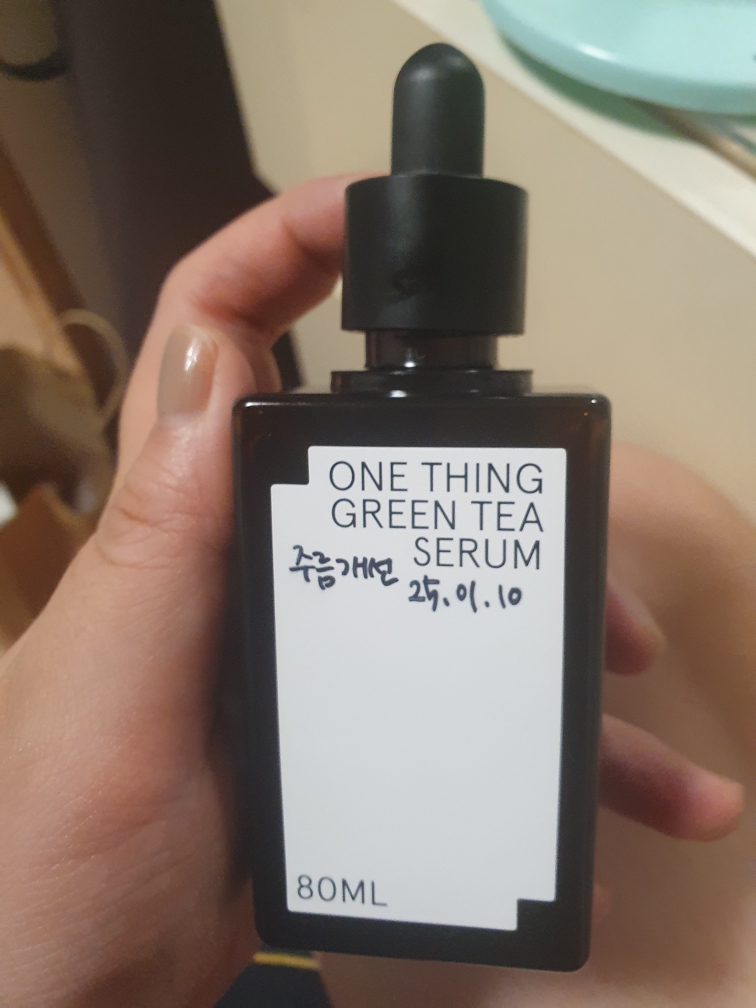 ONE THING
GREEN TEA
SERUM
주름개선
25.01.10
80ML